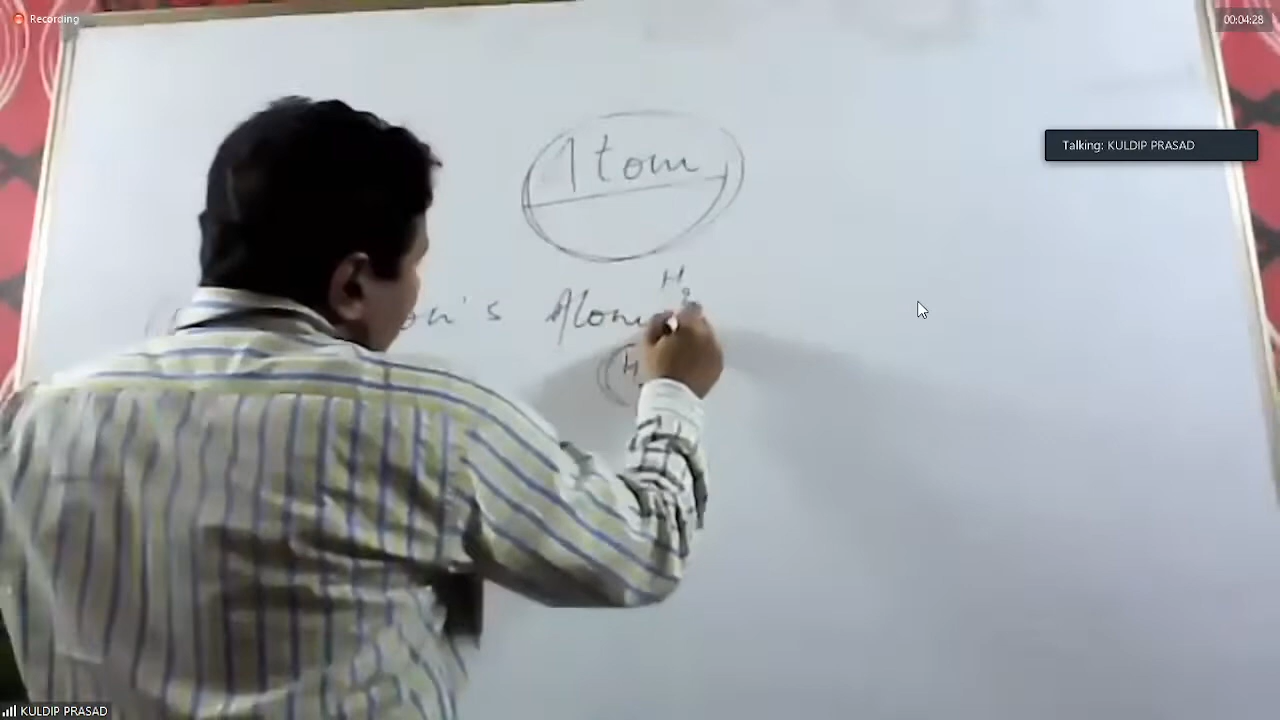 Recording
00:04:28
Atom
Talking: KULDIP PRASAD
H
on's Atom
H
KULDIP PRASAD